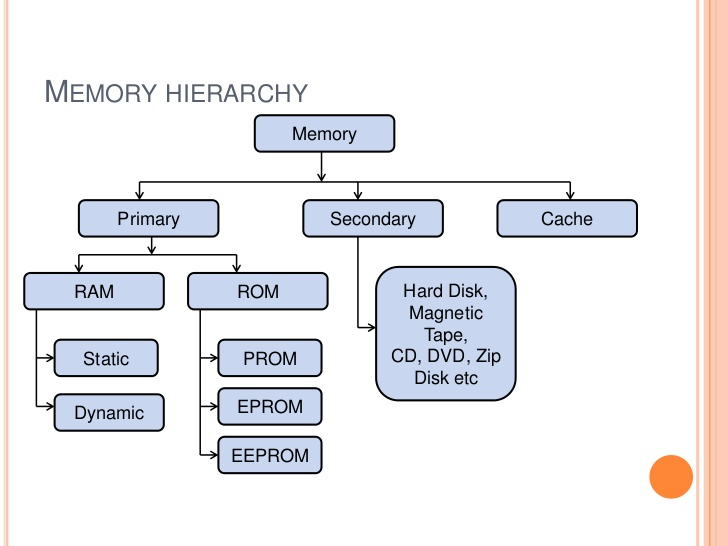 MEMORY HIERARCHY
Memory
Primary
Secondary
Cache
RAM
ROM
Hard Disk,
Magnetic
Tape,
CD, DVD, Zip
Disk etc
Static
PROM
Dynamic
EPROM
EEPROM